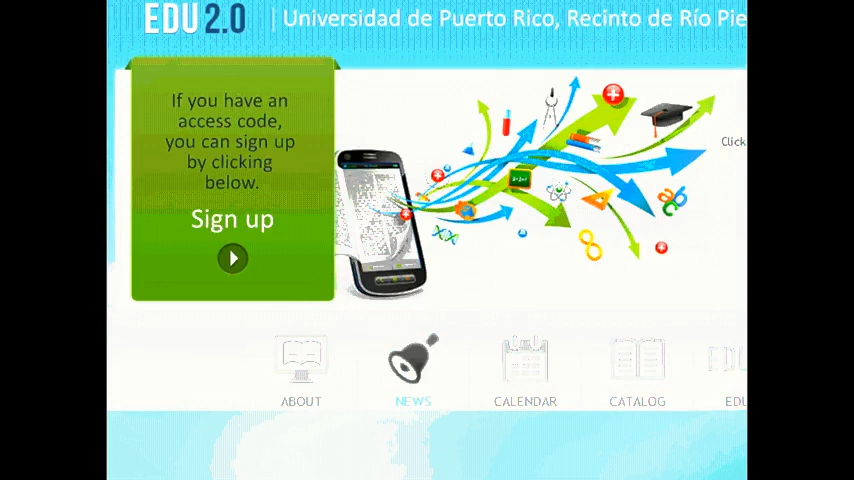 EDU 2.0 | Universidad de Puerto Rico, Recinto de Río Pie
If you have an
access code,
you can sign up
by clicking
below.
Sign up
Click
ABOUT
NEWS
CALENDAR
CATALOG
EDU